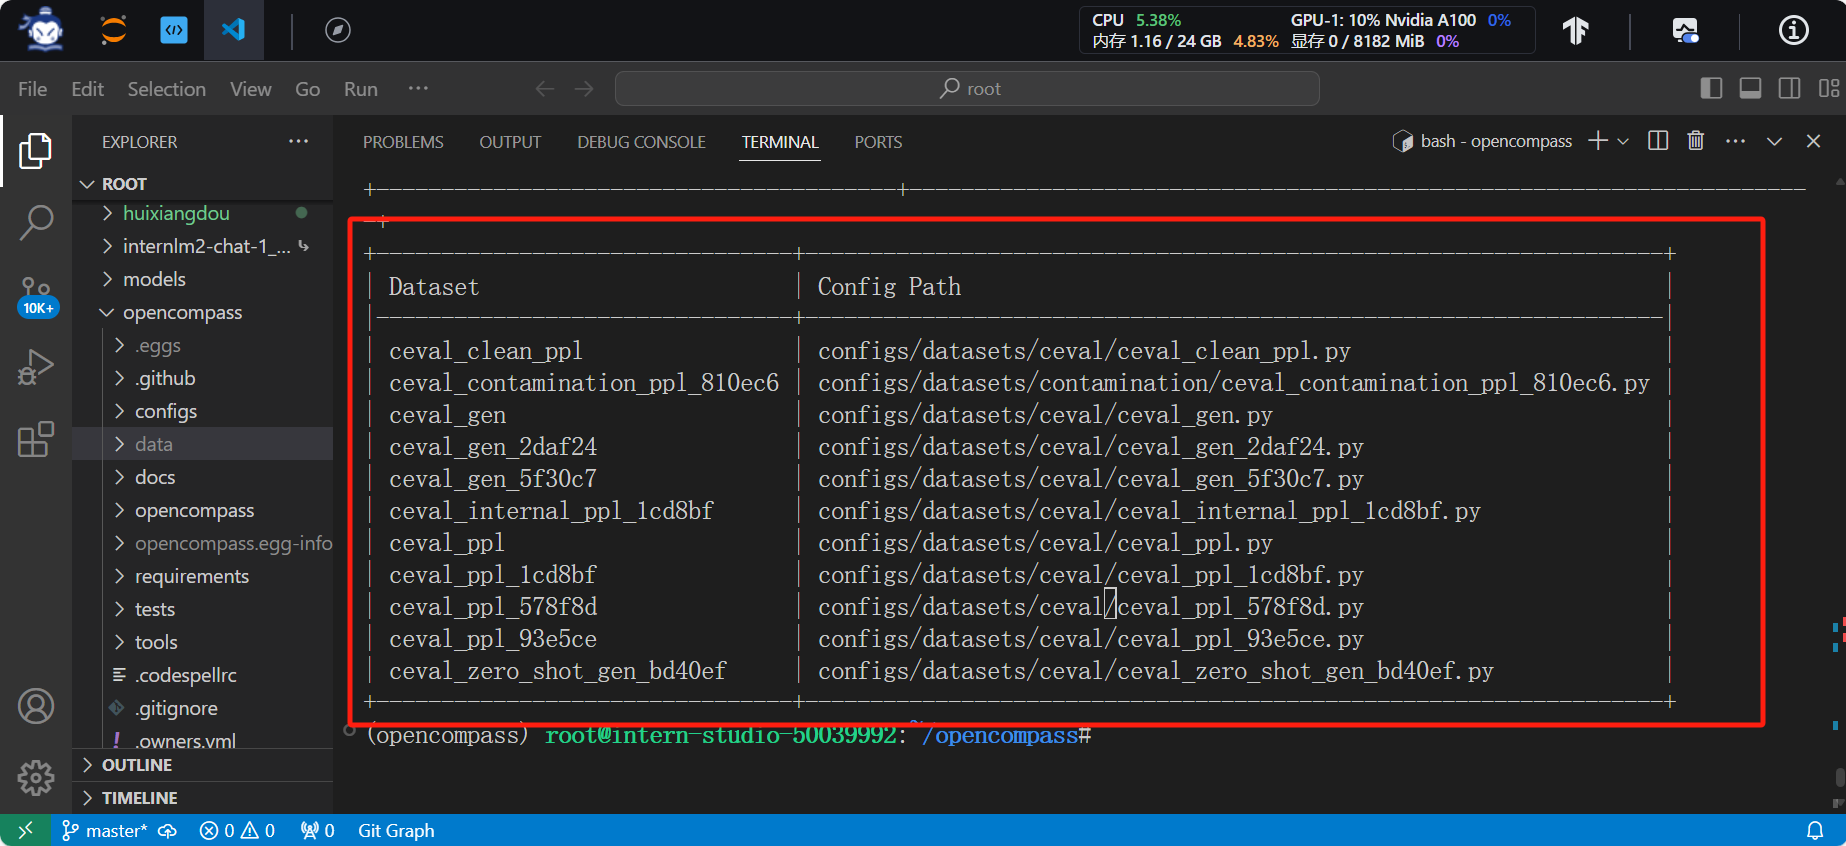 CPU 5.38% GPU-1: 10% Nvidia A100 0%
内存 1.16 / 24 GB 4.83% 显存 0 / 8182 MiB 0%
File Edit Selection View Go Run ··· root
EXPLORER ···
PROBLEMS OUTPUT DEBUG CONSOLE TERMINAL PORTS bash - opencompass
ROOT
huixiangdou
internlm2-chat-1_...
models
opencompass
.eggs
.github
configs
data
docs
opencompass
opencompass.egg-info
requirements
tests
tools
.codespellrc
.gitignore
.owners.yml
OUTLINE
TIMELINE
10K+
Dataset | Config Path
ceval_clean_ppl | configs/datasets/ceval/ceval_clean_ppl.py
ceval_contamination_ppl_810ec6 | configs/datasets/contamination/ceval_contamination_ppl_810ec6.py
ceval_gen | configs/datasets/ceval/ceval_gen.py
ceval_gen_2daf24 | configs/datasets/ceval/ceval_gen_2daf24.py
ceval_gen_5f30c7 | configs/datasets/ceval/ceval_gen_5f30c7.py
ceval_internal_ppl_1cd8bf | configs/datasets/ceval/ceval_internal_ppl_1cd8bf.py
ceval_ppl | configs/datasets/ceval/ceval_ppl.py
ceval_ppl_1cd8bf | configs/datasets/ceval/ceval_ppl_1cd8bf.py
ceval_ppl_578f8d | configs/datasets/ceval/ceval_ppl_578f8d.py
ceval_ppl_93e5ce | configs/datasets/ceval/ceval_ppl_93e5ce.py
ceval_zero_shot_gen_bd40ef | configs/datasets/ceval/ceval_zero_shot_gen_bd40ef.py
(opencompass) root@intern-studio-50039992:~/opencompass#
master* 0 0 0 Git Graph